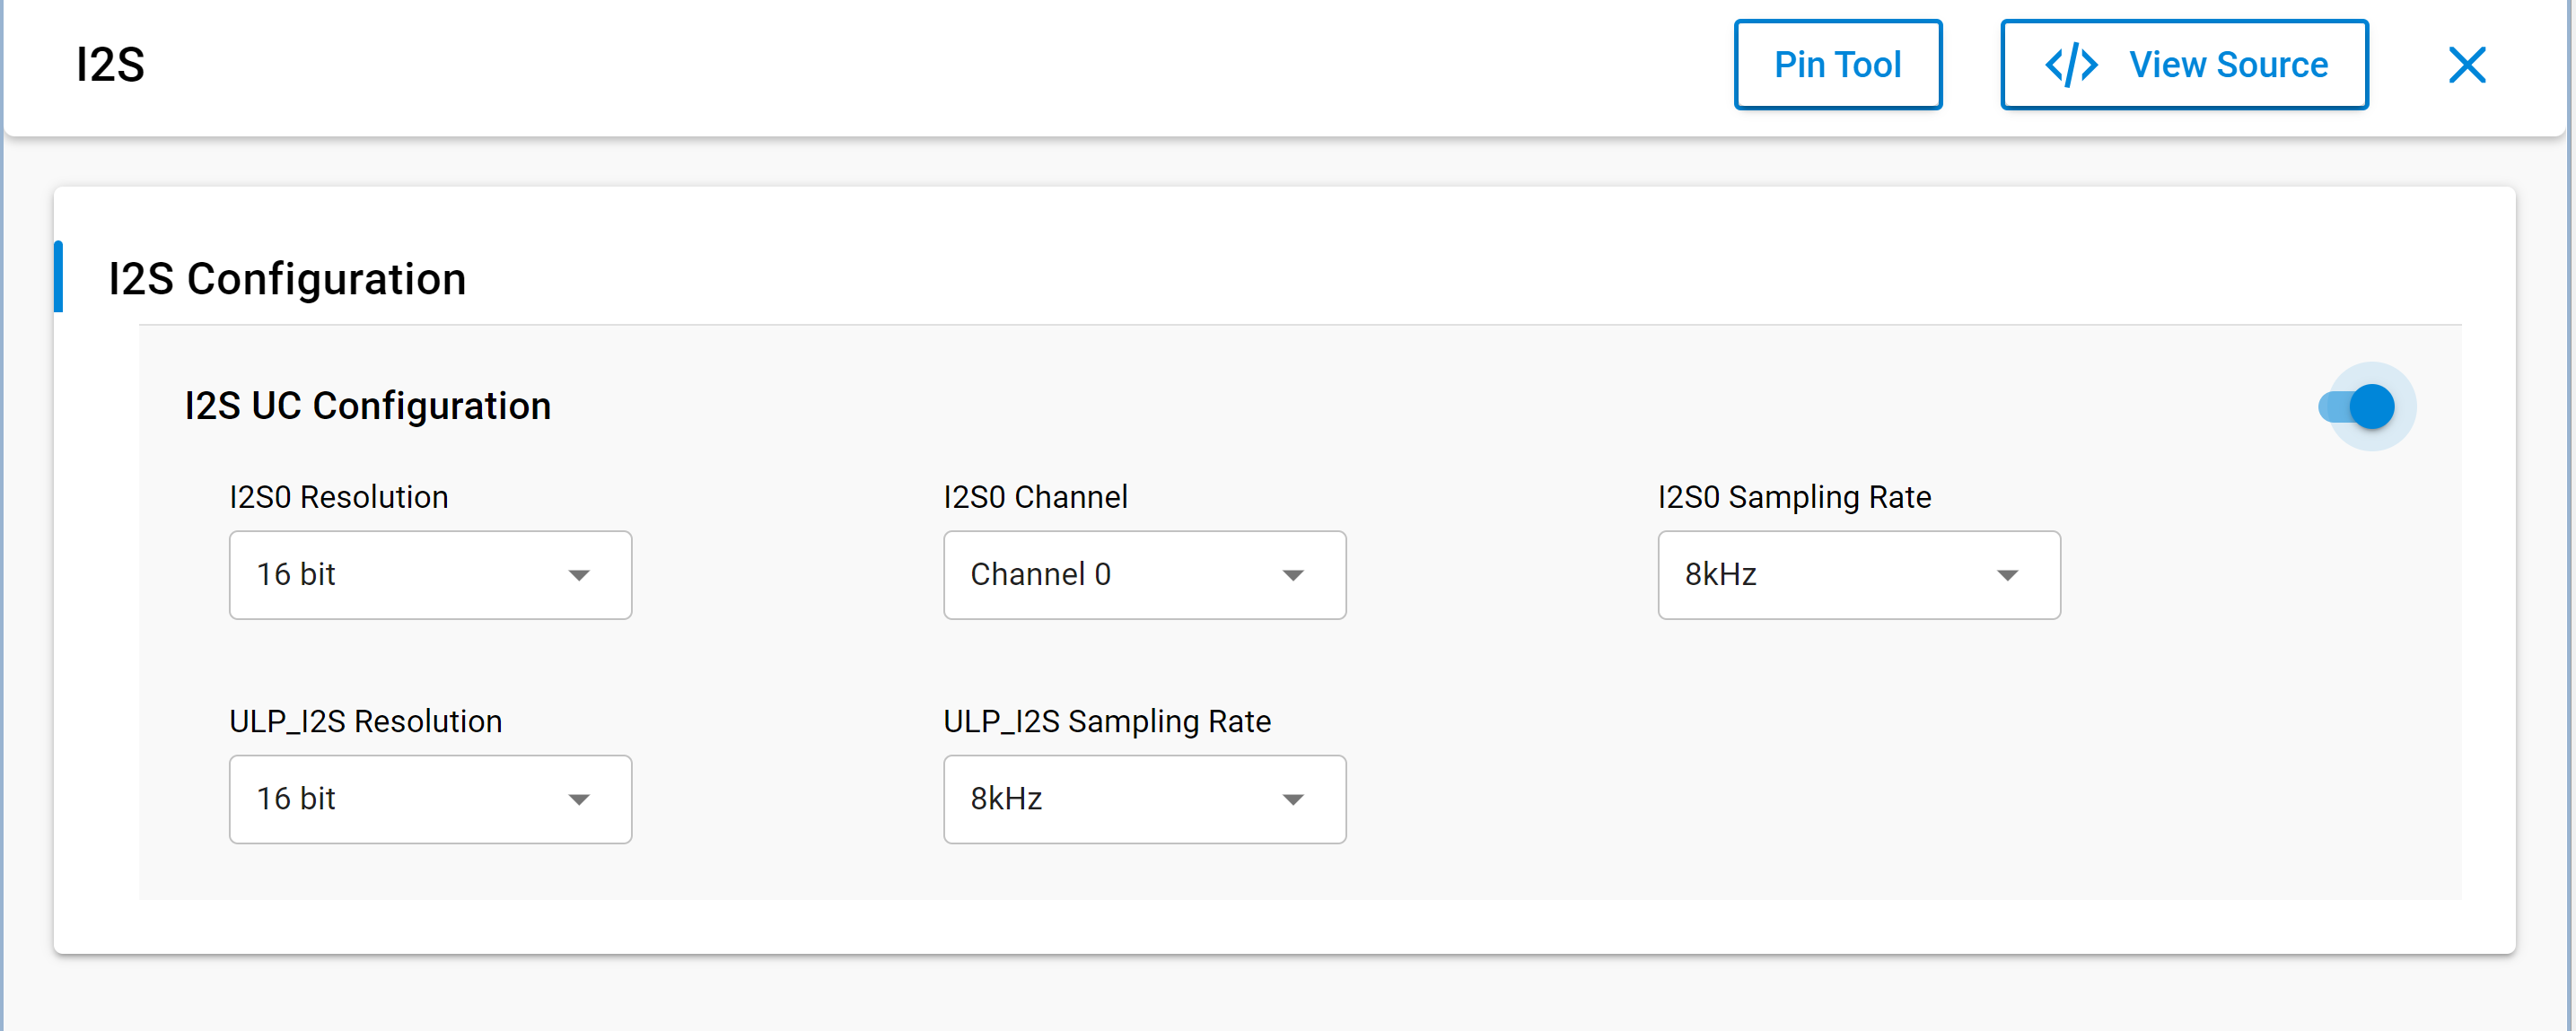 I2S
Pin Tool
</> View Source
I2S Configuration
I2S UC Configuration
I2S0 Resolution
I2S0 Channel
I2S0 Sampling Rate
16 bit
Channel 0
8kHz
ULP_I2S Resolution
ULP_I2S Sampling Rate
16 bit
8kHz